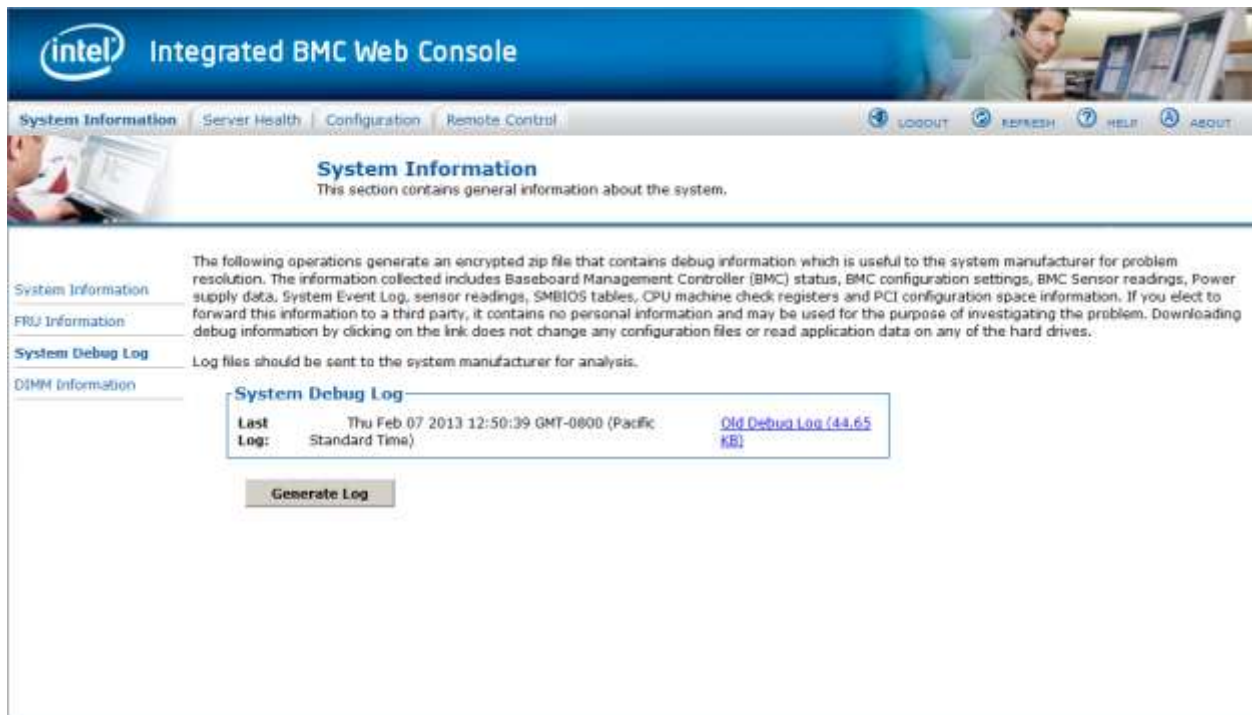 intel Integrated BMC Web Console
System Information Server Health Configuration Remote Control LOGOUT REFRESH HELP ABOUT
System Information
This section contains general information about the system.
The following operations generate an encrypted zip file that contains debug information which is useful to the system manufacturer for problem
resolution. The information collected includes Baseboard Management Controller (BMC) status, BMC configuration settings, BMC Sensor readings, Power
supply data, System Event Log, sensor readings, SMBIOS tables, CPU machine check registers and PCI configuration space information. If you elect to
forward this information to a third party, it contains no personal information and may be used for the purpose of investigating the problem. Downloading
debug information by clicking on the link does not change any configuration files or read application data on any of the hard drives.
Log files should be sent to the system manufacturer for analysis.
System Information
FRU Information
System Debug Log
DIMM Information
System Debug Log
Last Thu Feb 07 2013 12:50:39 GMT-0800 (Pacific Old Debug Log (44.65
Log: Standard Time) KB)
Generate Log